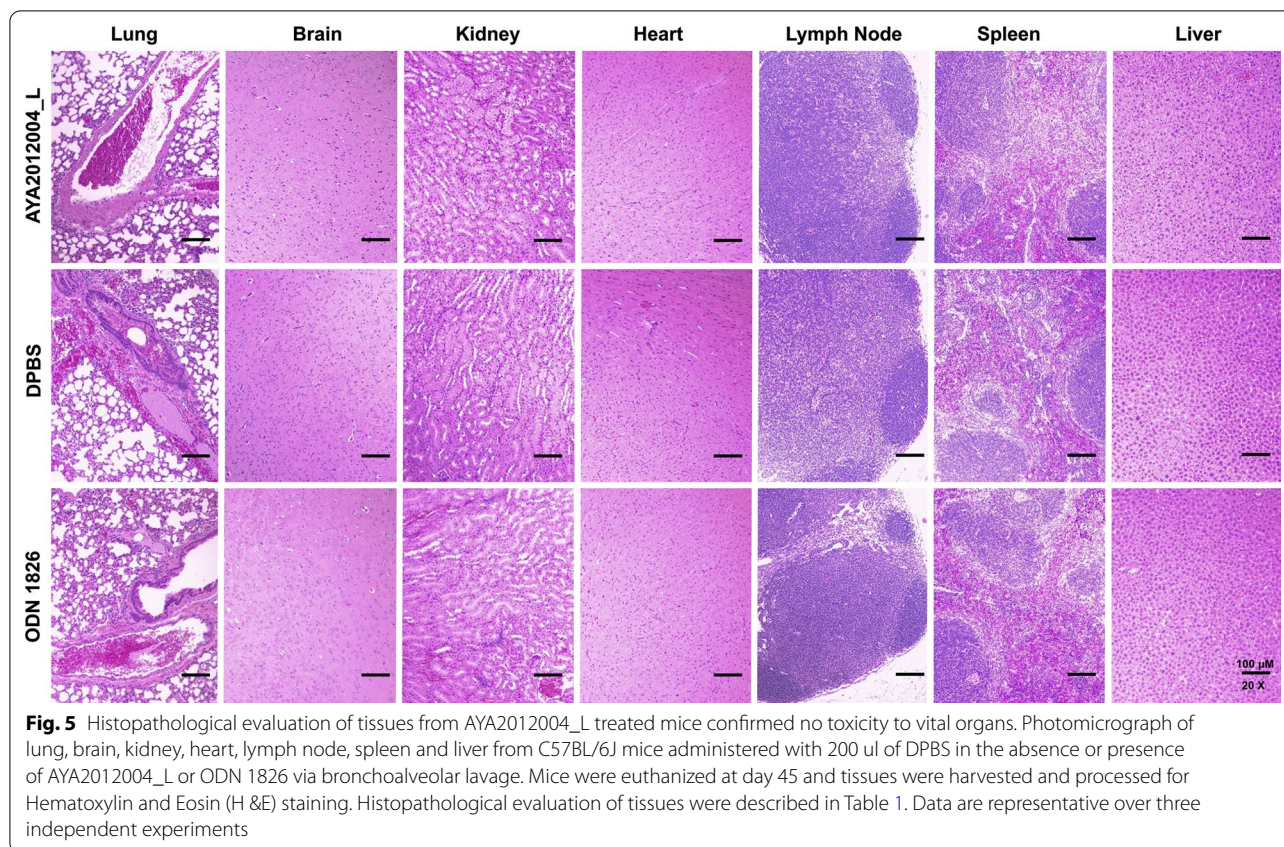 Lung Brain Kidney Heart Lymph Node Spleen Liver
AYA2012004_L
DPBS
ODN 1826
100 µM
20 X
Fig. 5 Histopathological evaluation of tissues from AYA2012004_L treated mice confirmed no toxicity to vital organs. Photomicrograph of
lung, brain, kidney, heart, lymph node, spleen and liver from C57BL/6J mice administered with 200 ul of DPBS in the absence or presence
of AYA2012004_L or ODN 1826 via bronchoalveolar lavage. Mice were euthanized at day 45 and tissues were harvested and processed for
Hematoxylin and Eosin (H &E) staining. Histopathological evaluation of tissues were described in Table 1. Data are representative over three
independent experiments